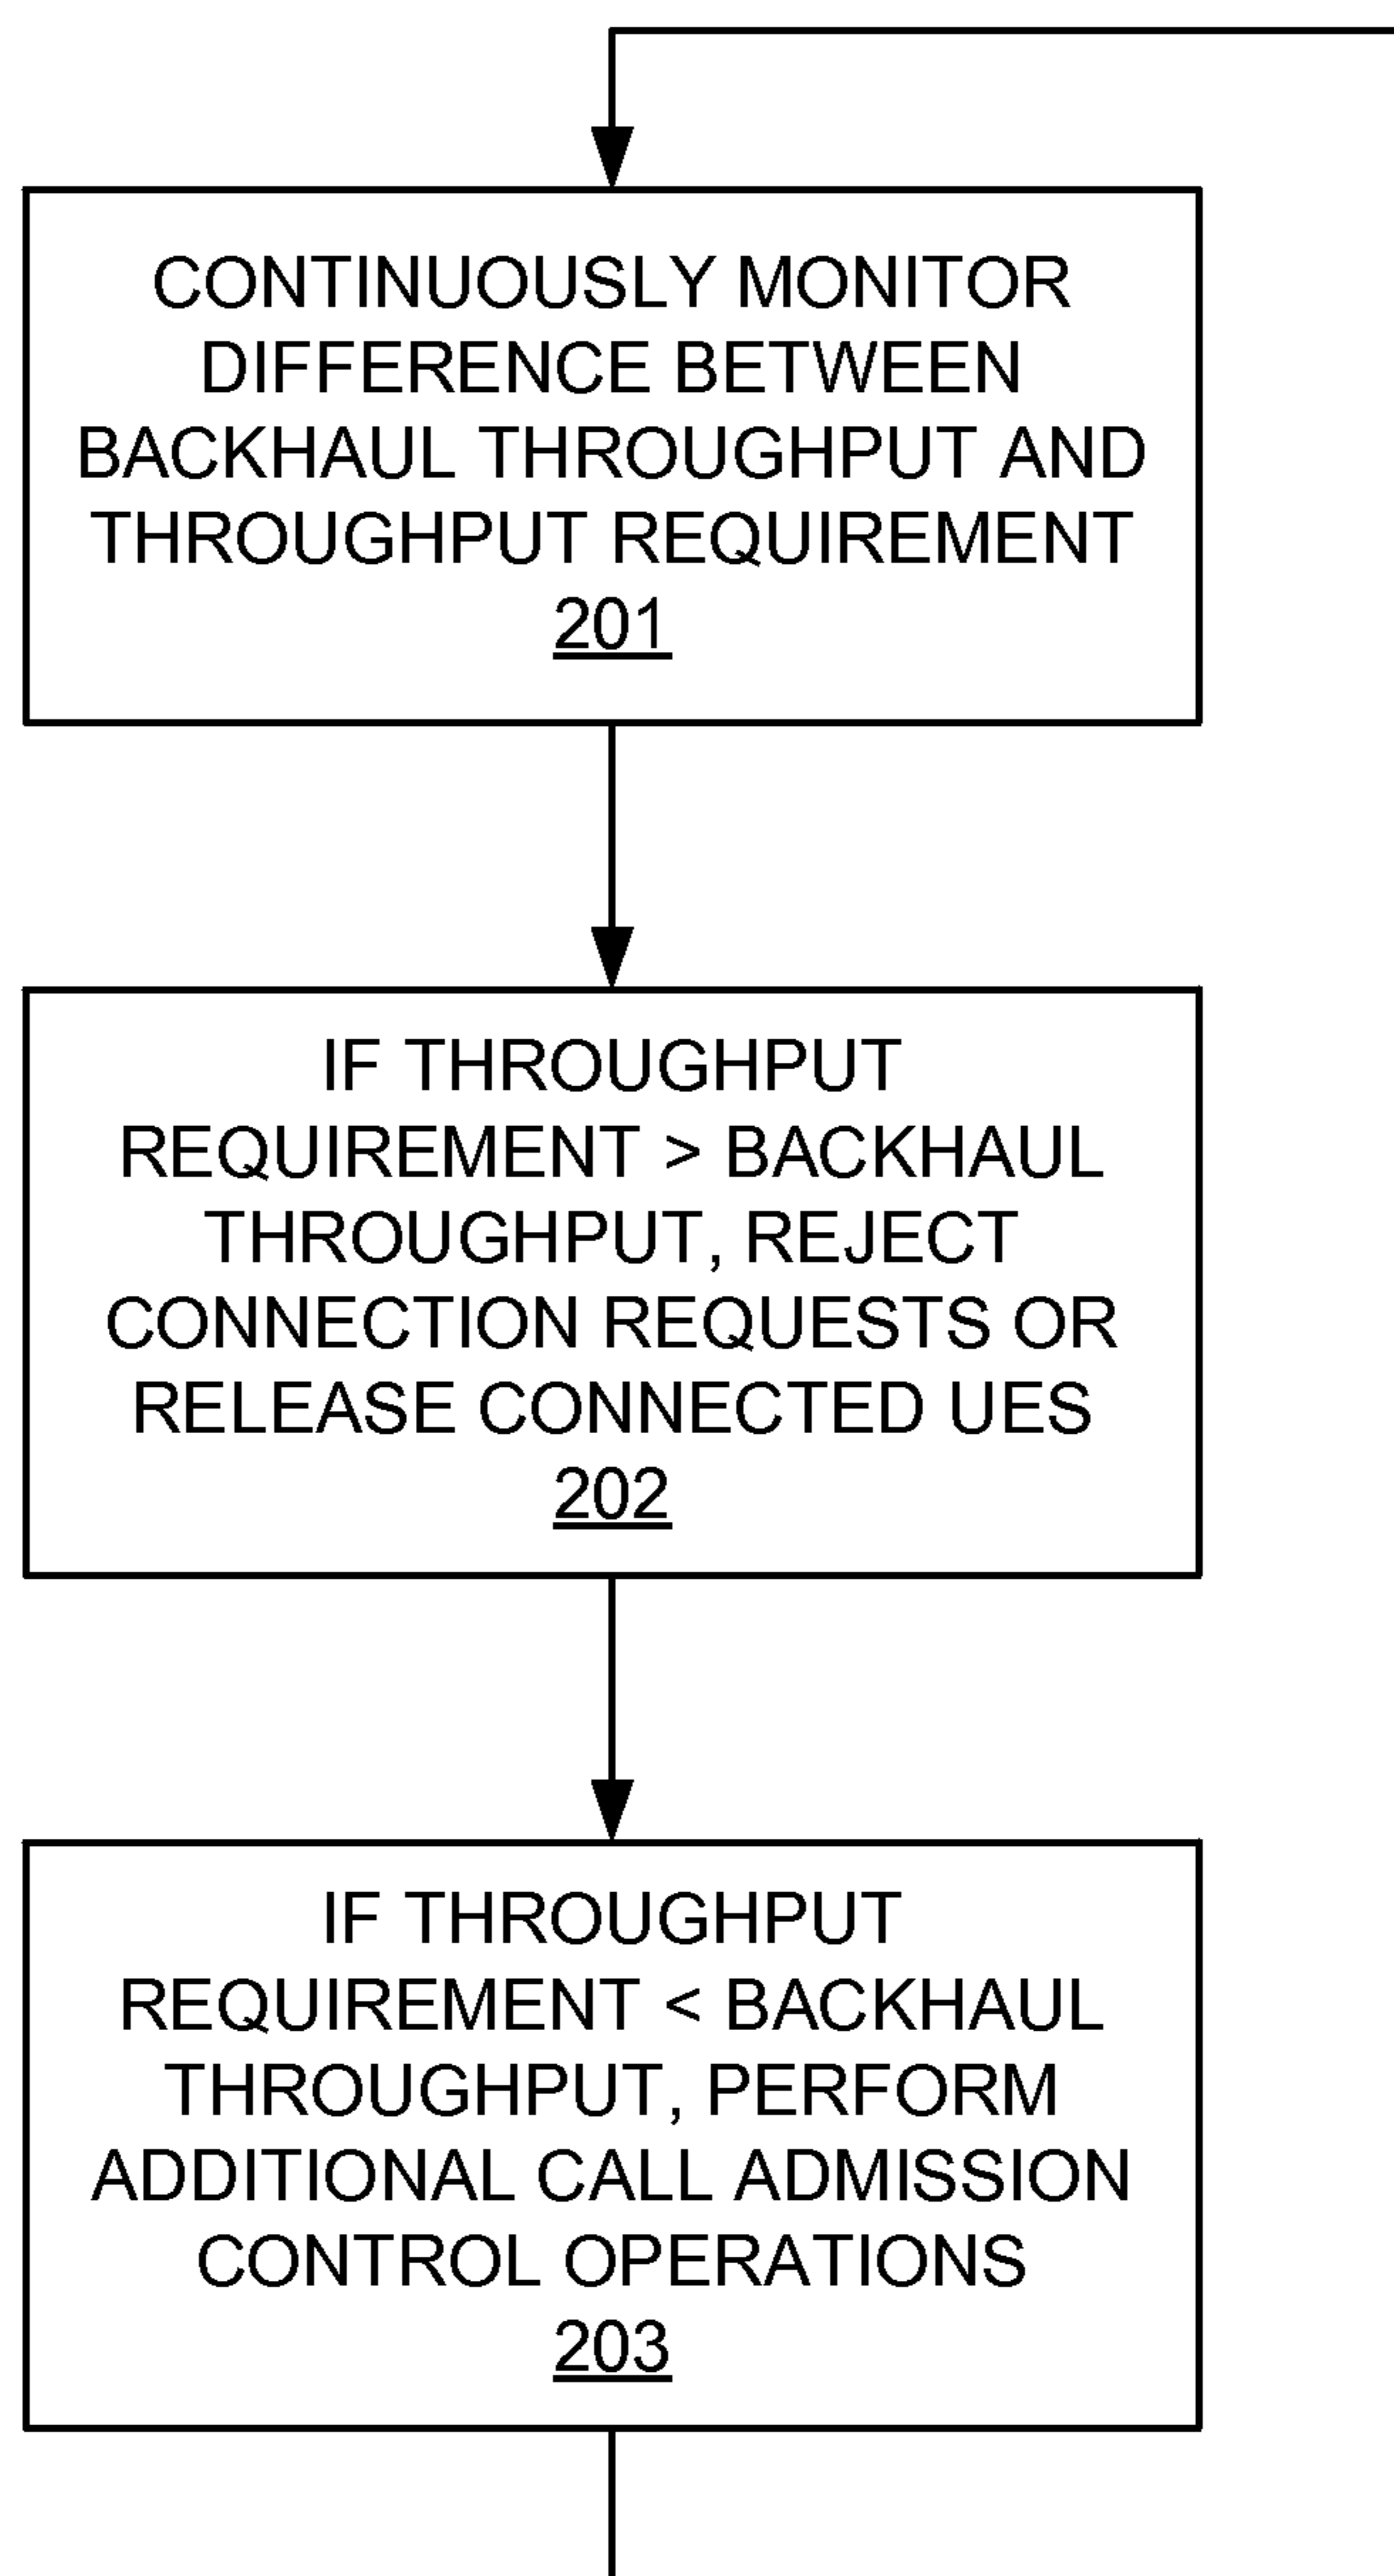 CONTINUOUSLY MONITOR
DIFFERENCE BETWEEN
BACKHAUL THROUGHPUT AND
THROUGHPUT REQUIREMENT
201
IF THROUGHPUT
REQUIREMENT > BACKHAUL
THROUGHPUT, REJECT
CONNECTION REQUESTS OR
RELEASE CONNECTED UES
202
IF THROUGHPUT
REQUIREMENT < BACKHAUL
THROUGHPUT, PERFORM
ADDITIONAL CALL ADMISSION
CONTROL OPERATIONS
203